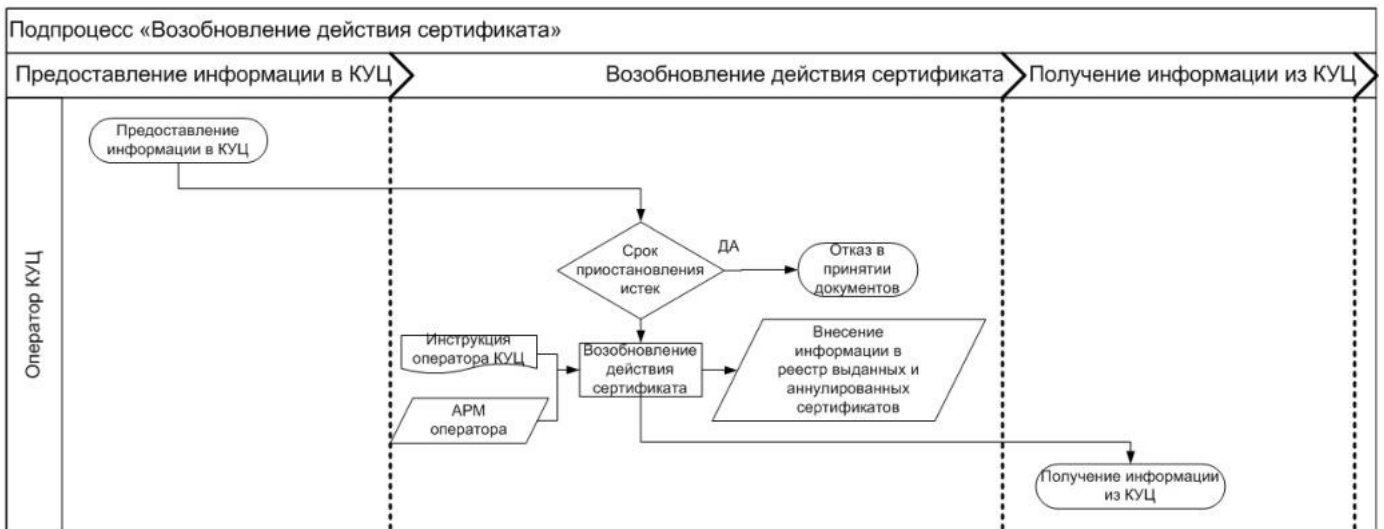 Подпроцесс «Возобновление действия сертификата»
Предоставление информации в КУЦ
Возобновление действия сертификата
Получение информации из КУЦ
Оператор КУЦ
Предоставление
информации в КУЦ
Срок
приостановления
истек
ДА
Отказ в
принятии
документов
Инструкция
оператора КУЦ
АРМ
оператора
Возобновление
действия
сертификата
Внесение
информации в
реестр выданных и
аннулированных
сертификатов
Получение информации
из КУЦ